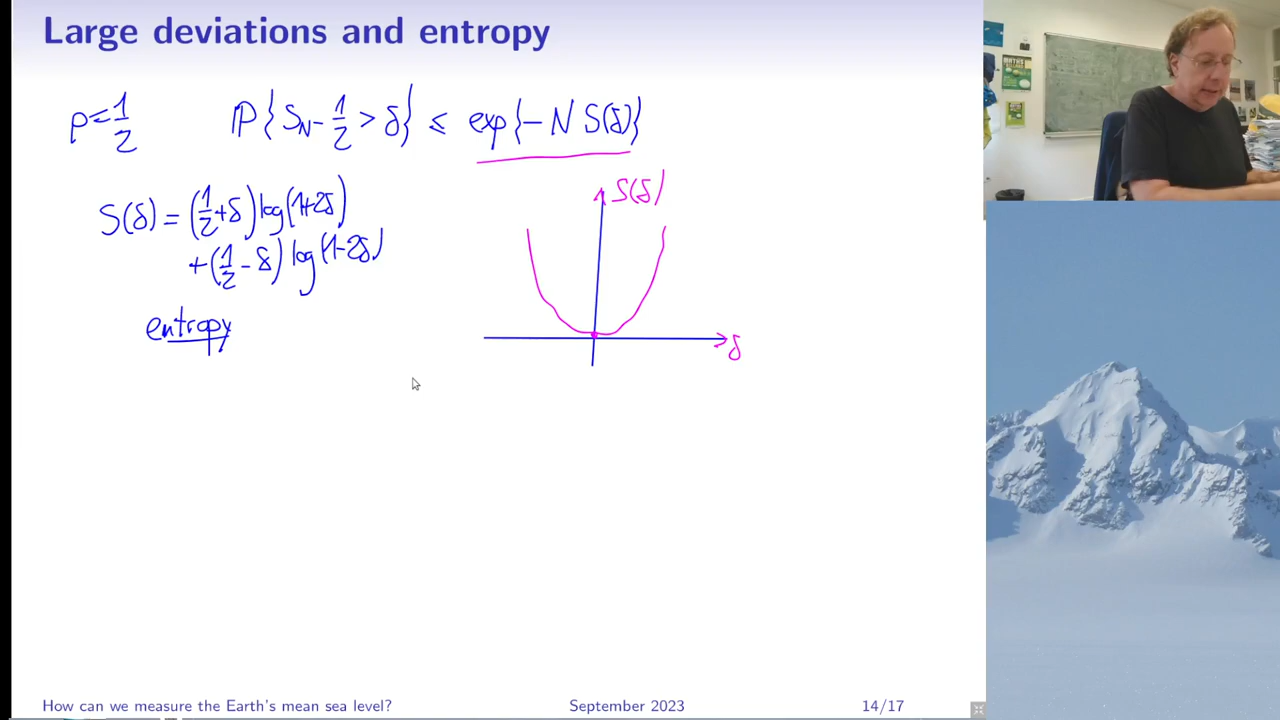 Large deviations and entropy
p = 1/2    ℙ{S_N - 1/2 > δ} ≤ exp{-N S(δ)}
S(δ) = (1/2 + δ) log(1+2δ)
+ (1/2 - δ) log(1-2δ)
entropy
S(δ)
δ
How can we measure the Earth's mean sea level?    September 2023    14/17